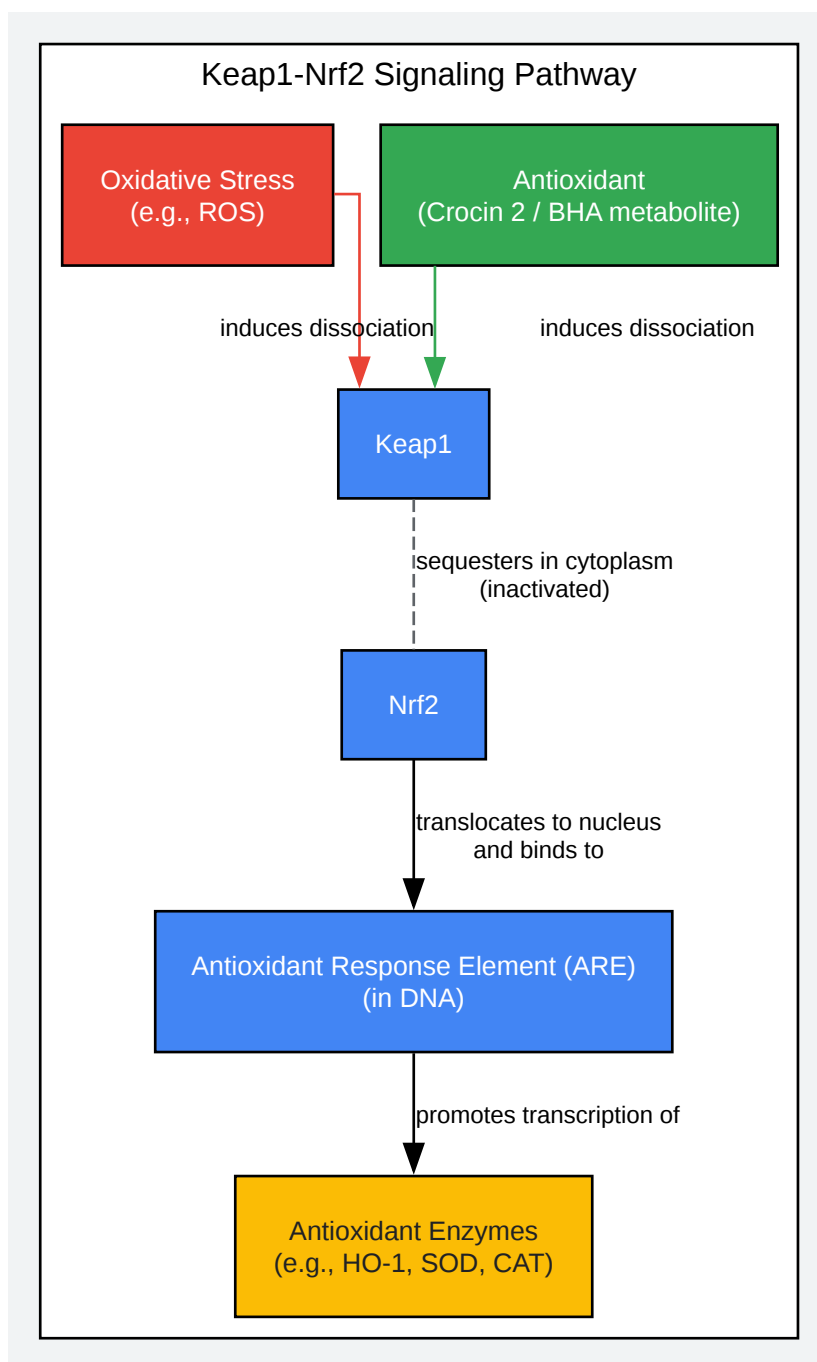 Keap1-Nrf2 Signaling Pathway
Oxidative Stress
(e.g., ROS)
Antioxidant
(Crocin 2 / BHA metabolite)
induces dissociation
induces dissociation
Keap1
sequesters in cytoplasm
(inactivated)
Nrf2
translocates to nucleus
and binds to
Antioxidant Response Element (ARE)
(in DNA)
promotes transcription of
Antioxidant Enzymes
(e.g., HO-1, SOD, CAT)